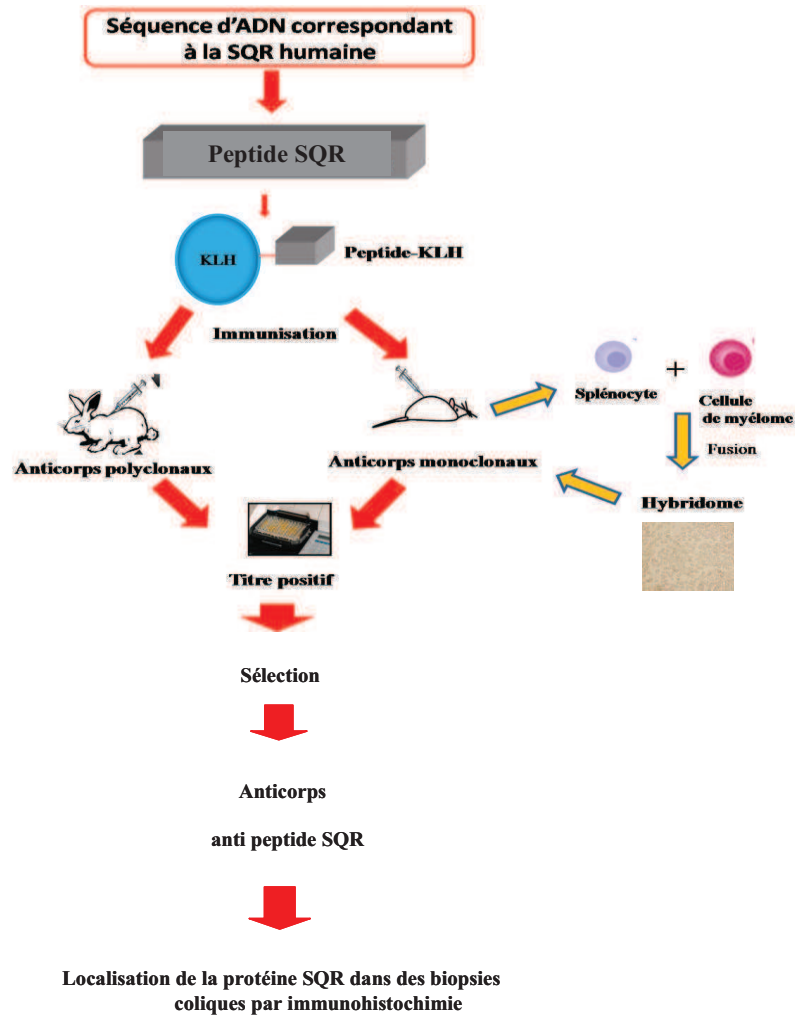 Séquence d'ADN correspondant
à la SQR humaine
Peptide SQR
KLH
Peptide-KLH
Immunisation
Splénocyte
+
Cellule
de myélome
Fusion
Anticorps polyclonaux
Anticorps monoclonaux
Hybridome
Titre positif
Sélection
Anticorps
anti peptide SQR
Localisation de la protéine SQR dans des biopsies
coliques par immunohistochimie